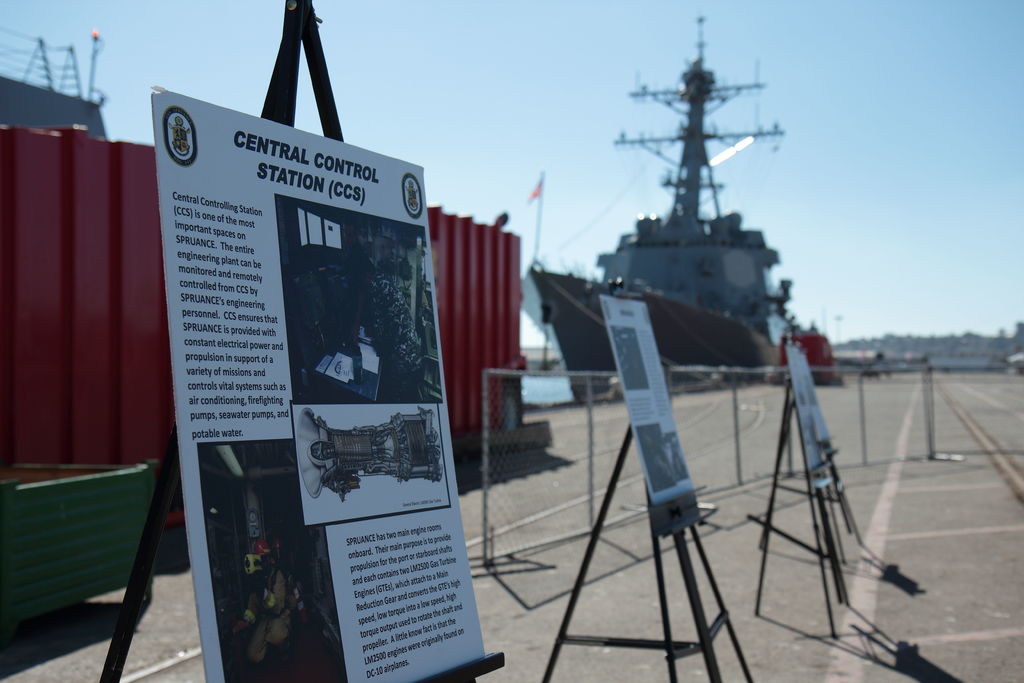 CENTRAL CONTROL
STATION (CCS)
Central Controlling Station
(CCS) is one of the most
important spaces on
SPRUANCE. The entire
engineering plant can be
monitored and remotely
controlled from CCS by
SPRUANCE's engineering
personnel. CCS ensures that
SPRUANCE is provided with
constant electrical power and
propulsion in support of a
variety of missions and
controls vital systems such as
air conditioning, firefighting
pumps, seawater pumps, and
potable water.
SPRUANCE has two main engine rooms
onboard. Their main purpose is to provide
propulsion for the port or starboard shafts
and each contains two LM2500 Gas Turbine
Engines (GTEs), which attach to a Main
Reduction Gear and converts the GTE's high
speed, low torque into a low speed, high
torque output used to rotate the shaft and
propeller. A little know fact is that the
LM2500 engines were originally found on
DC-10 airplanes.